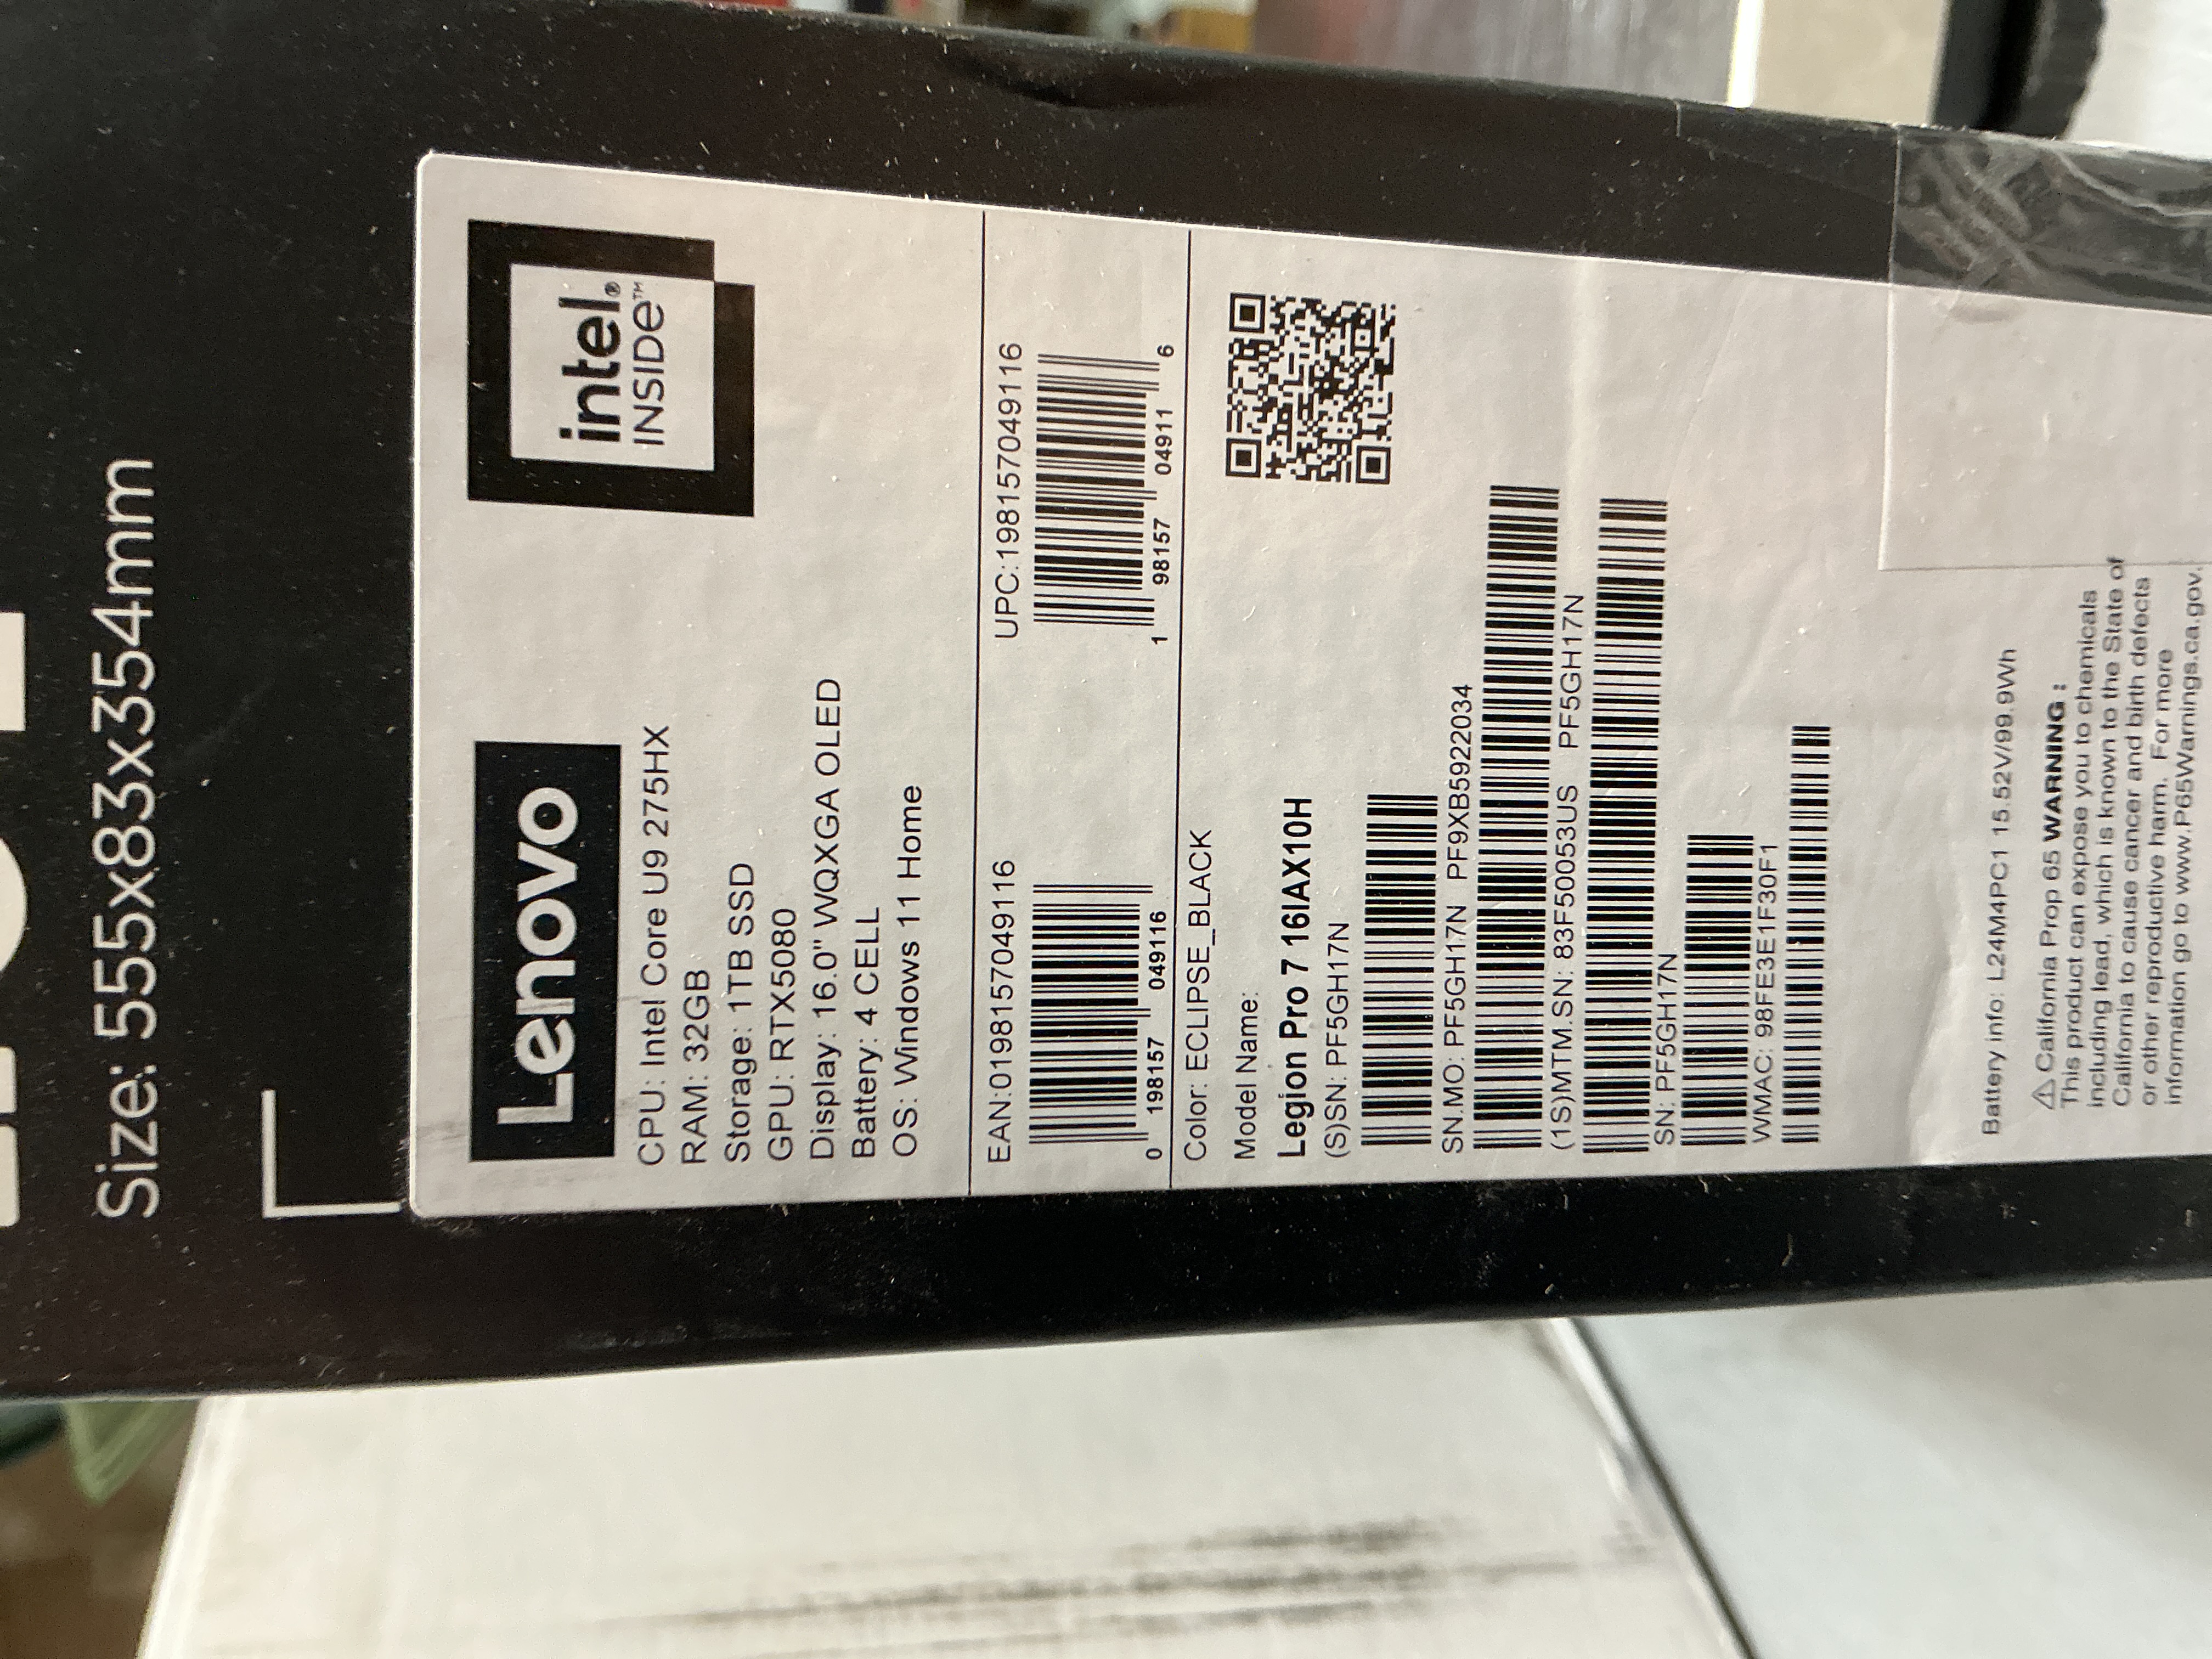 Size: 555x83x354mm
Lenovo
intel®
INSIDE™
CPU: Intel Core U9 275HX
RAM: 32GB
Storage: 1TB SSD
GPU: RTX5080
Display: 16.0" WQXGA OLED
Battery: 4 CELL
OS: Windows 11 Home
EAN:0198157049116
0 198157 049116
UPC:198157049116
1 98157 04911 6
Color: ECLIPSE_BLACK
Model Name:
Legion Pro 7 16IAX10H
(S)SN: PF5GH17N
SN.MO: PF5GH17N PF9XB5922034
(1S)MTM.SN: 83F50053US PF5GH17N
SN: PF5GH17N
WMAC: 98FE3E1F30F1
Battery info: L24M4PC1 15.52V/99.9Wh
⚠ California Prop 65 WARNING :
This product can expose you to chemicals
including lead, which is known to the State of
California to cause cancer and birth defects
or other reproductive harm. For more
information go to www.P65Warnings.ca.gov.